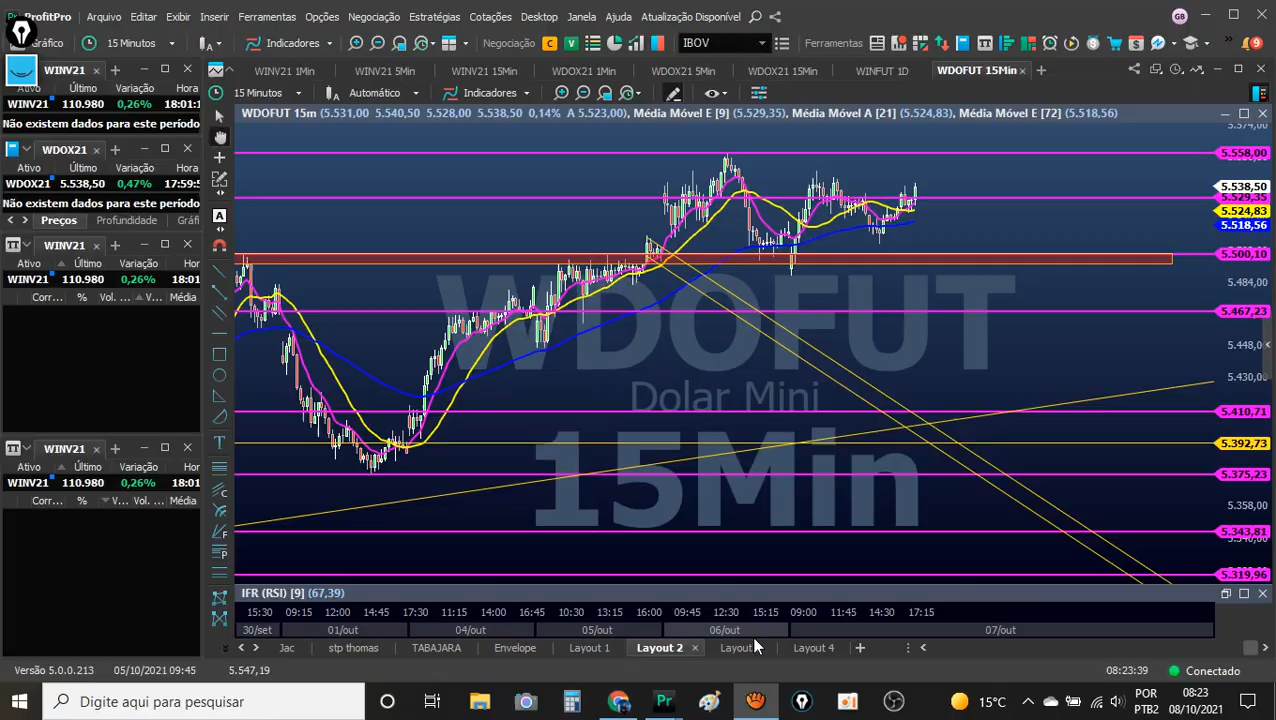 ProfitPro Arquivo Editar Exibir Inserir Ferramentas Opções Negociação Estratégias Cotações Desktop Janela Ajuda Atualização Disponível GB
Gráfico 15 Minutos Indicadores Negociação C V IBOV Ferramentas 9
WINV21
WINV21 1Min WINV21 5Min WINV21 15Min WDOX21 1Min WDOX21 5Min WDOX21 15Min WINFUT 1D WDOFUT 15Min
15 Minutos Automático Indicadores
Ativo Último Variação Ho
WINV21 110.980 0,26% 18:01:1
Não existem dados para este período
WDOX21
Ativo Último Variação Ho
WDOX21 5.538,50 0,47% 17:59:5
Não existem dados para este período
Preços Profundidade Gráfi
WINV21
Ativo Último Variação Hor
WINV21 110.980 0,26% 18:01
Corr... % Vol. ... Média
WINV21
Ativo Último Variação Hor
WINV21 110.980 0,26% 18:01
Corr... % V... Vol. ... Média
WDOFUT 15m (5.531,00 5.540,50 5.528,00 5.538,50 0,14% A 5.523,00), Média Móvel E [9] (5.529,35), Média Móvel A [21] (5.524,83), Média Móvel E [72] (5.518,56)
5.574,00
5.558,00
5.538,50
5.529,35
5.524,83
5.518,56
5.500,10
5.484,00
5.467,23
5.448,0
5.430,00
5.410,71
5.392,73
5.375,23
5.358,00
5.343,81
5.319,96
WDOFUT
Dolar Mini
15Min
IFR (RSI) [9] (67,39)
15:30 09:15 12:00 14:45 17:30 11:15 14:00 16:45 10:30 13:15 16:00 09:45 12:30 15:15 09:00 11:45 14:30 17:15
30/set 01/out 04/out 05/out 06/out 07/out
Jac stp thomas TABAJARA Envelope Layout 1 Layout 2 Layout Layout 4
Versão 5.0.0.213 05/10/2021 09:45 5.547,19 08:23:39 Conectado
Digite aqui para pesquisar 15°C POR 08:23
PTB2 08/10/2021